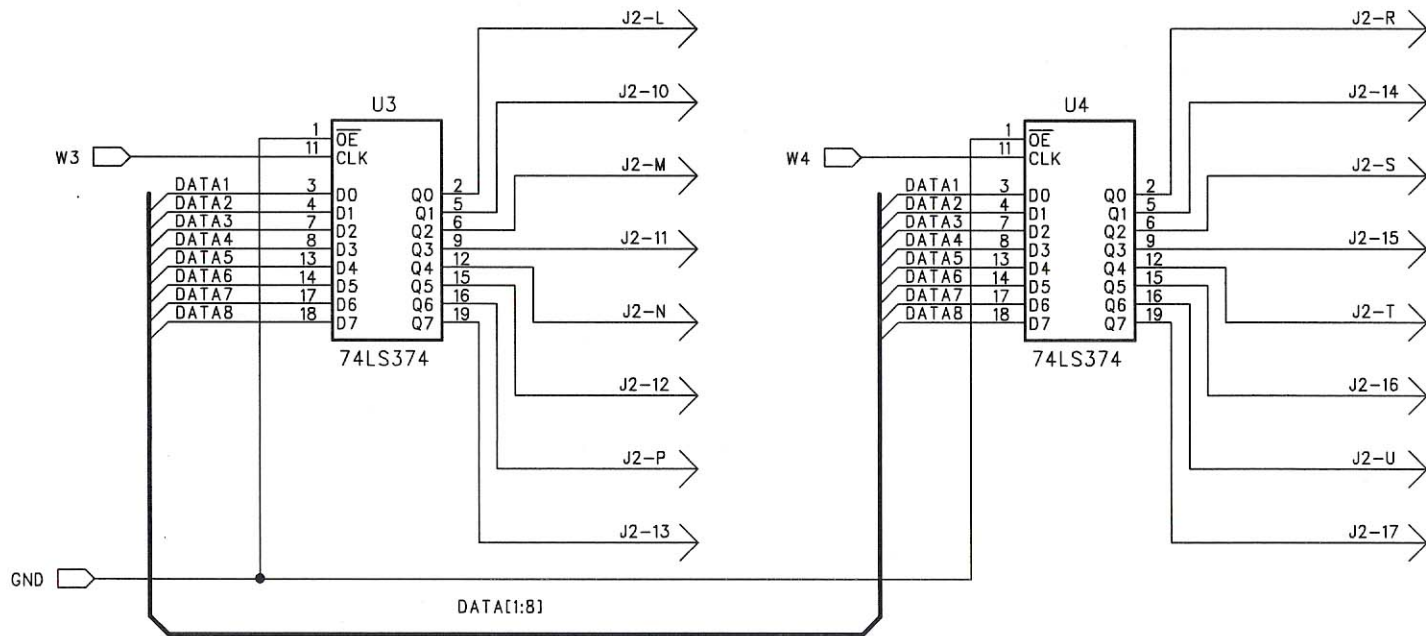 J2-L
J2-R
J2-10
J2-14
U3
U4
1
OE
11
CLK
W3
1
OE
11
CLK
W4
J2-M
J2-S
DATA1 3 D0 Q0 2
DATA2 4 D1 Q1 5
DATA3 7 D2 Q2 6
DATA4 8 D3 Q3 9
DATA5 13 D4 Q4 12
DATA6 14 D5 Q5 15
DATA7 17 D6 Q6 16
DATA8 18 D7 Q7 19
74LS374
DATA1 3 D0 Q0 2
DATA2 4 D1 Q1 5
DATA3 7 D2 Q2 6
DATA4 8 D3 Q3 9
DATA5 13 D4 Q4 12
DATA6 14 D5 Q5 15
DATA7 17 D6 Q6 16
DATA8 18 D7 Q7 19
74LS374
J2-11
J2-15
J2-N
J2-T
J2-12
J2-16
J2-P
J2-U
J2-13
J2-17
GND
DATA[1:8]